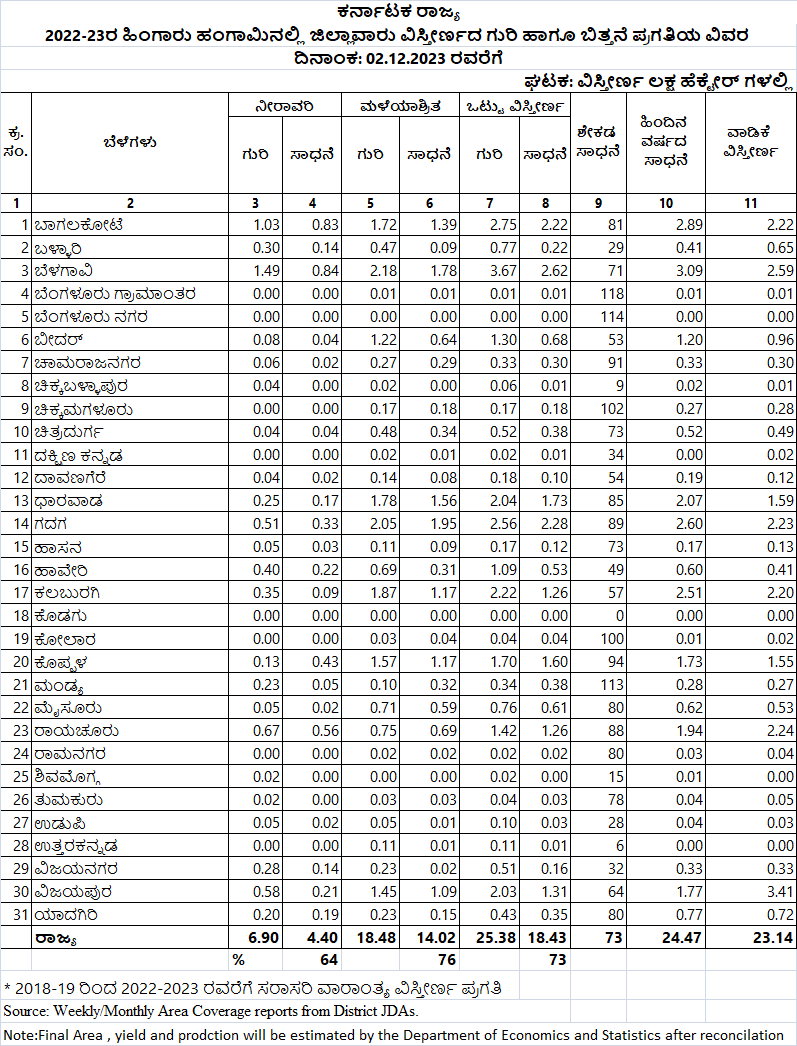 ಕರ್ನಾಟಕ ರಾಜ್ಯ
2022-23ರ ಹಿಂಗಾರು ಹಂಗಾಮಿನಲ್ಲಿ ಜಿಲ್ಲಾವಾರು ವಿಸ್ತೀರ್ಣದ ಗುರಿ ಹಾಗೂ ಬಿತ್ತನೆ ಪ್ರಗತಿಯ ವಿವರ
ದಿನಾಂಕ: 02.12.2023 ರವರೆಗೆ
ಘಟಕ: ವಿಸ್ತೀರ್ಣ ಲಕ್ಷ ಹೆಕ್ಟೇರ್ ಗಳಲ್ಲಿ
ಕ್ರ. ಸಂ. ಬೆಳೆಗಳು ನೀರಾವರಿ ಮಳೆಯಾಶ್ರಿತ ಒಟ್ಟು ವಿಸ್ತೀರ್ಣ ಶೇಕಡ ಸಾಧನೆ ಹಿಂದಿನ ವರ್ಷದ ಸಾಧನೆ ವಾಡಿಕೆ ವಿಸ್ತೀರ್ಣ
ಗುರಿ ಸಾಧನೆ ಗುರಿ ಸಾಧನೆ ಗುರಿ ಸಾಧನೆ
1 2 3 4 5 6 7 8 9 10 11
1 ಬಾಗಲಕೋಟೆ 1.03 0.83 1.72 1.39 2.75 2.22 81 2.89 2.22
2 ಬಳ್ಳಾರಿ 0.30 0.14 0.47 0.09 0.77 0.22 29 0.41 0.65
3 ಬೆಳಗಾವಿ 1.49 0.84 2.18 1.78 3.67 2.62 71 3.09 2.59
4 ಬೆಂಗಳೂರು ಗ್ರಾಮಾಂತರ 0.00 0.00 0.01 0.01 0.01 0.01 118 0.01 0.01
5 ಬೆಂಗಳೂರು ನಗರ 0.00 0.00 0.00 0.00 0.00 0.00 114 0.00 0.00
6 ಬೀದರ್ 0.08 0.04 1.22 0.64 1.30 0.68 53 1.20 0.96
7 ಚಾಮರಾಜನಗರ 0.06 0.02 0.27 0.29 0.33 0.30 91 0.33 0.30
8 ಚಿಕ್ಕಬಳ್ಳಾಪುರ 0.04 0.00 0.02 0.00 0.06 0.01 9 0.02 0.01
9 ಚಿಕ್ಕಮಗಳೂರು 0.00 0.00 0.17 0.18 0.17 0.18 102 0.27 0.28
10 ಚಿತ್ರದುರ್ಗ 0.04 0.04 0.48 0.34 0.52 0.38 73 0.52 0.49
11 ದಕ್ಷಿಣ ಕನ್ನಡ 0.00 0.00 0.02 0.01 0.02 0.01 34 0.00 0.02
12 ದಾವಣಗೆರೆ 0.04 0.02 0.14 0.08 0.18 0.10 54 0.19 0.12
13 ಧಾರವಾಡ 0.25 0.17 1.78 1.56 2.04 1.73 85 2.07 1.59
14 ಗದಗ 0.51 0.33 2.05 1.95 2.56 2.28 89 2.60 2.23
15 ಹಾಸನ 0.05 0.03 0.11 0.09 0.17 0.12 73 0.17 0.13
16 ಹಾವೇರಿ 0.40 0.22 0.69 0.31 1.09 0.53 49 0.60 0.41
17 ಕಲಬುರಗಿ 0.35 0.09 1.87 1.17 2.22 1.26 57 2.51 2.20
18 ಕೊಡಗು 0.00 0.00 0.00 0.00 0.00 0.00 0 0.00 0.00
19 ಕೋಲಾರ 0.00 0.00 0.03 0.04 0.04 0.04 100 0.01 0.02
20 ಕೊಪ್ಪಳ 0.13 0.43 1.57 1.17 1.70 1.60 94 1.73 1.55
21 ಮಂಡ್ಯ 0.23 0.05 0.10 0.32 0.34 0.38 113 0.28 0.27
22 ಮೈಸೂರು 0.05 0.02 0.71 0.59 0.76 0.61 80 0.62 0.53
23 ರಾಯಚೂರು 0.67 0.56 0.75 0.69 1.42 1.26 88 1.94 2.24
24 ರಾಮನಗರ 0.00 0.00 0.02 0.02 0.02 0.02 80 0.03 0.04
25 ಶಿವಮೊಗ್ಗ 0.02 0.00 0.00 0.00 0.02 0.00 15 0.01 0.00
26 ತುಮಕುರು 0.02 0.00 0.03 0.03 0.04 0.03 78 0.04 0.05
27 ಉಡುಪಿ 0.05 0.02 0.05 0.01 0.10 0.03 28 0.04 0.03
28 ಉತ್ತರಕನ್ನಡ 0.00 0.00 0.11 0.01 0.11 0.01 6 0.00 0.00
29 ವಿಜಯನಗರ 0.28 0.14 0.23 0.02 0.51 0.16 32 0.33 0.33
30 ವಿಜಯಪುರ 0.58 0.21 1.45 1.09 2.03 1.31 64 1.77 3.41
31 ಯಾದಗಿರಿ 0.20 0.19 0.23 0.15 0.43 0.35 80 0.77 0.72
ರಾಜ್ಯ 6.90 4.40 18.48 14.02 25.38 18.43 73 24.47 23.14
% 64 76 73
* 2018-19 ರಿಂದ 2022-2023 ರವರೆಗೆ ಸರಾಸರಿ ವಾರಾಂತ್ಯ ವಿಸ್ತೀರ್ಣ ಪ್ರಗತಿ
Source: Weekly/Monthly Area Coverage reports from District JDAs.
Note:Final Area , yield and prodction will be estimated by the Department of Economics and Statistics after reconcilation